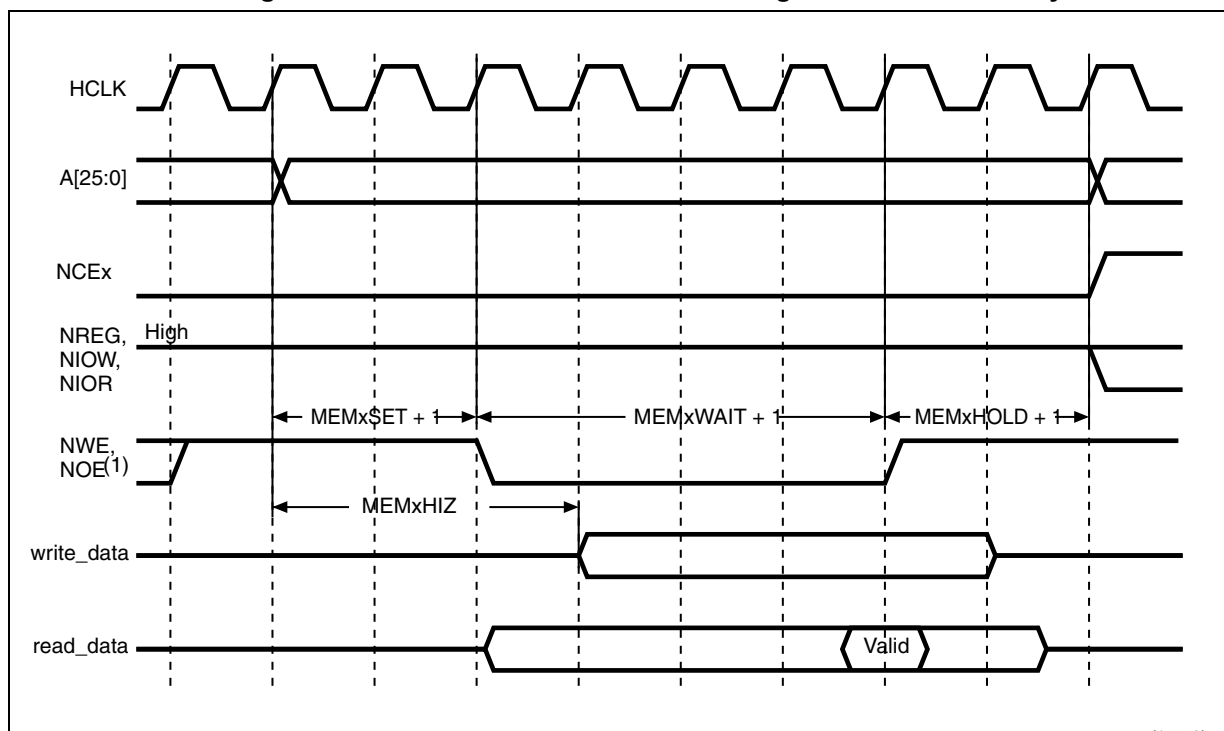 HCLK
A[25:0]
NCEx
NREG, High
NIOW,
NIOR
MEMxSET + 1 MEMxWAIT + 1 MEMxHOLD + 1
NWE,
NOE(1)
MEMxHIZ
write_data
read_data Valid